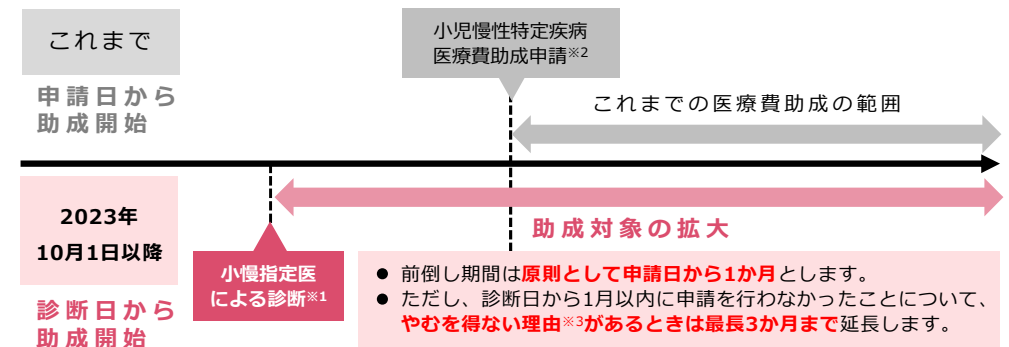 これまで
申請日から
助成開始
小児慢性特定疾病
医療費助成申請※2
これまでの医療費助成の範囲
2023年
10月1日以降
診断日から
助成開始
小慢指定医
による診断※1
助成対象の拡大
● 前倒し期間は原則として申請日から1か月とします。
● ただし、診断日から1月以内に申請を行わなかったことについて、
やむを得ない理由※3があるときは最長3か月まで延長します。